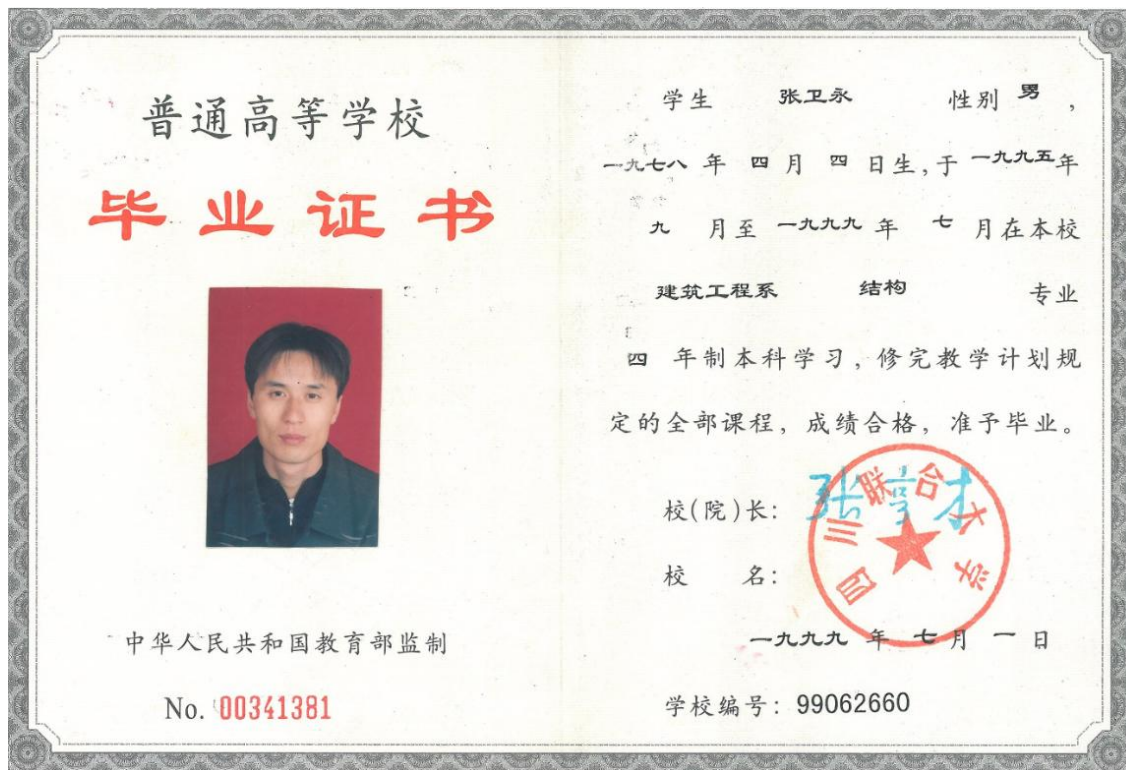 普通高等学校
毕业证书
中华人民共和国教育部监制
No. 00341381
学生 张卫永 性别 男，
一九七八 年 四 月 四 日生，于 一九九五 年
九 月至 一九九九 年 七 月在本校
建筑工程系 结构 专业
四 年制本科学习，修完教学计划规
定的全部课程，成绩合格，准予毕业。
校(院)长：
校 名：
四川联合大学
一九九九 年 七 月 一 日
学校编号：99062660